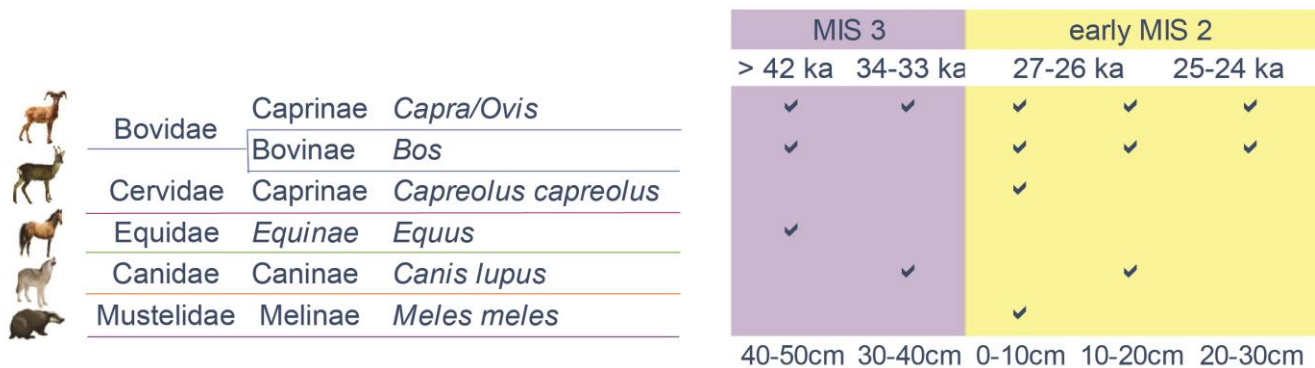 MIS 3 early MIS 2
> 42 ka 34-33 ka 27-26 ka 25-24 ka
Bovidae Caprinae Capra/Ovis
Bovinae Bos
Cervidae Caprinae Capreolus capreolus
Equidae Equinae Equus
Canidae Caninae Canis lupus
Mustelidae Melinae Meles meles
40-50cm 30-40cm 0-10cm 10-20cm 20-30cm